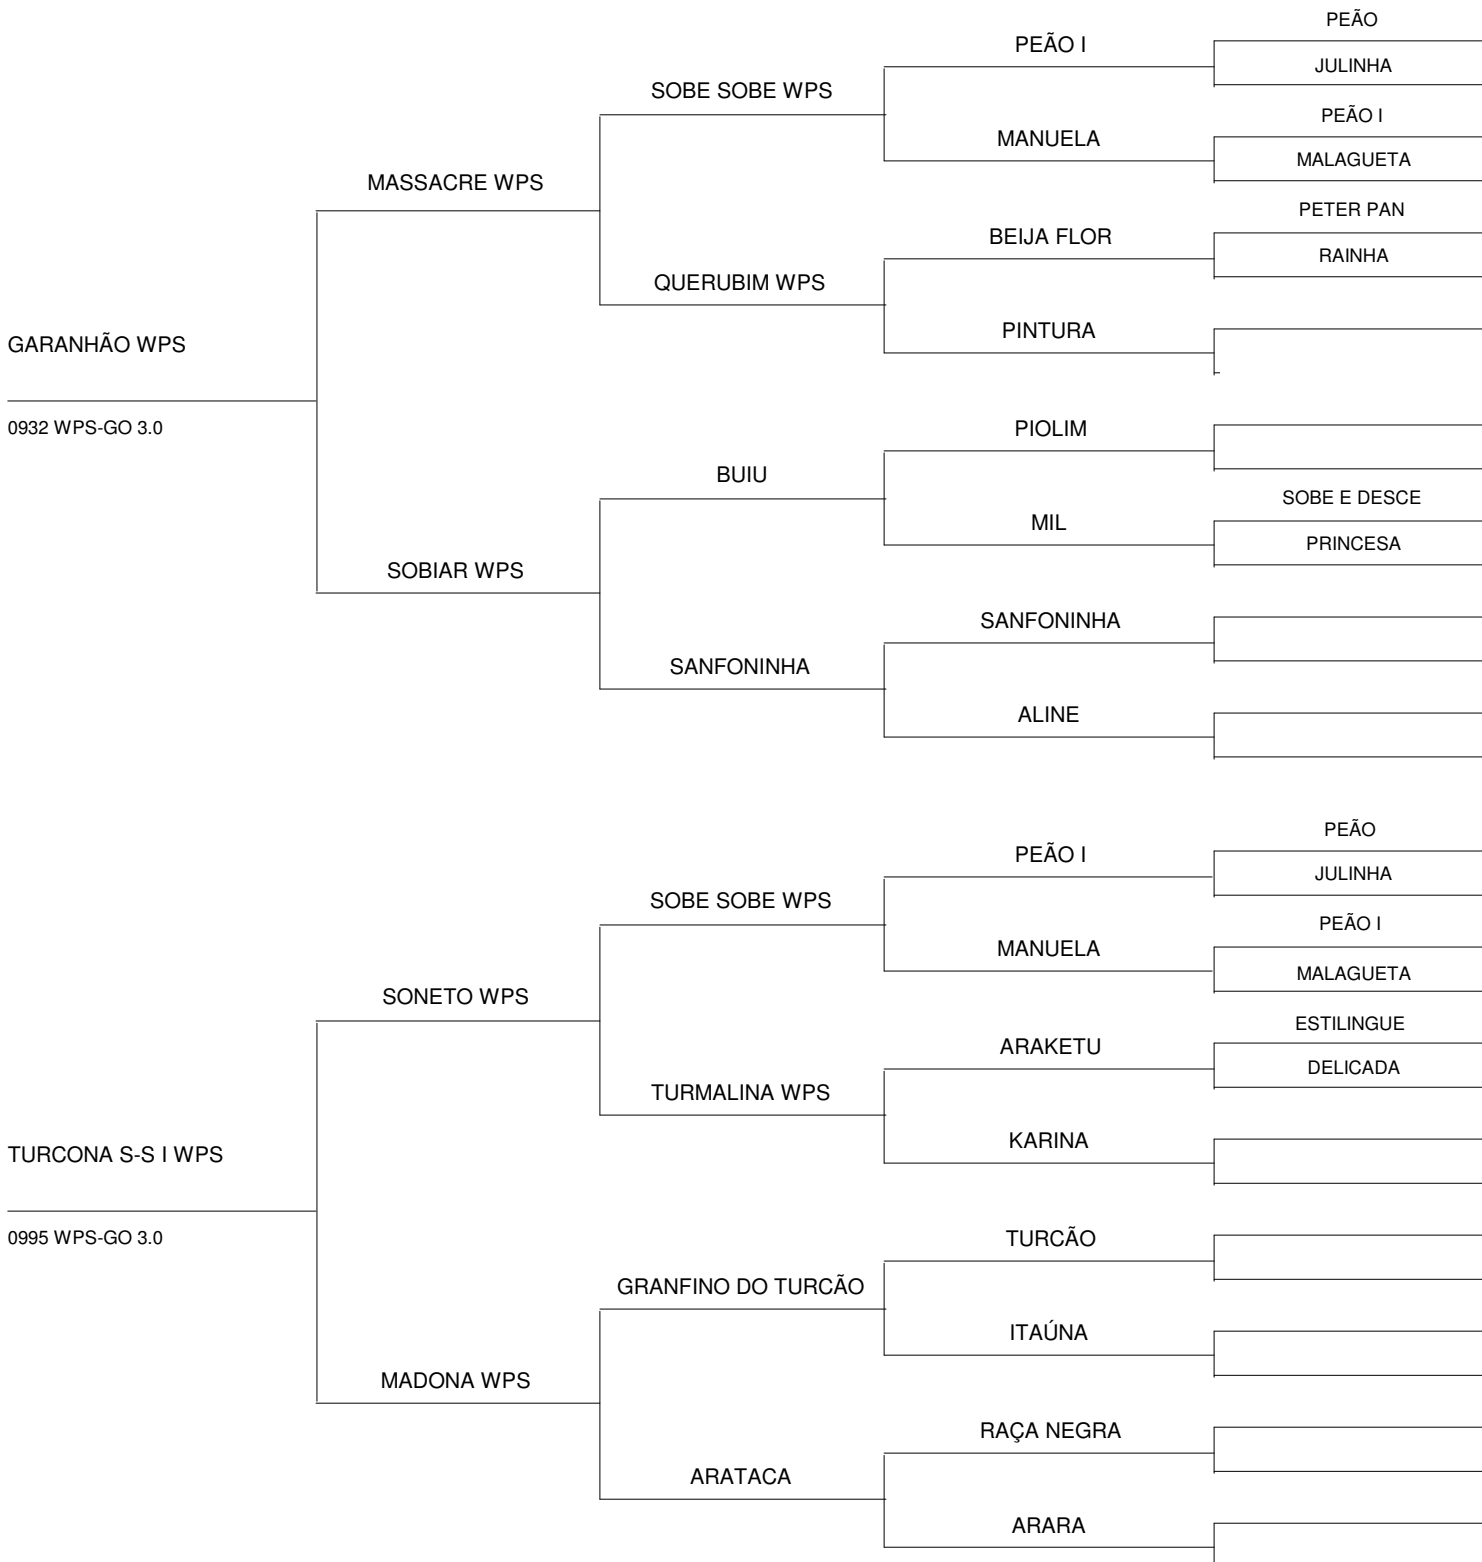 PEÃO
PEÃO I
SOBE SOBE WPS
JULINHA
MANUELA
PEÃO I
MALAGUETA
MASSACRE WPS
BEIJA FLOR
PETER PAN
RAINHA
QUERUBIM WPS
PINTURA
GARANHÃO WPS
0932 WPS-GO 3.0
PIOLIM
BUIU
MIL
SOBE E DESCE
PRINCESA
SOBIAR WPS
SANFONINHA
SANFONINHA
ALINE
PEÃO
PEÃO I
SOBE SOBE WPS
JULINHA
MANUELA
PEÃO I
MALAGUETA
SONETO WPS
ARAKETU
ESTILINGUE
DELICADA
TURMALINA WPS
KARINA
TURCONA S-S I WPS
0995 WPS-GO 3.0
TURCÃO
GRANFINO DO TURCÃO
ITAÚNA
MADONA WPS
RAÇA NEGRA
ARATACA
ARARA